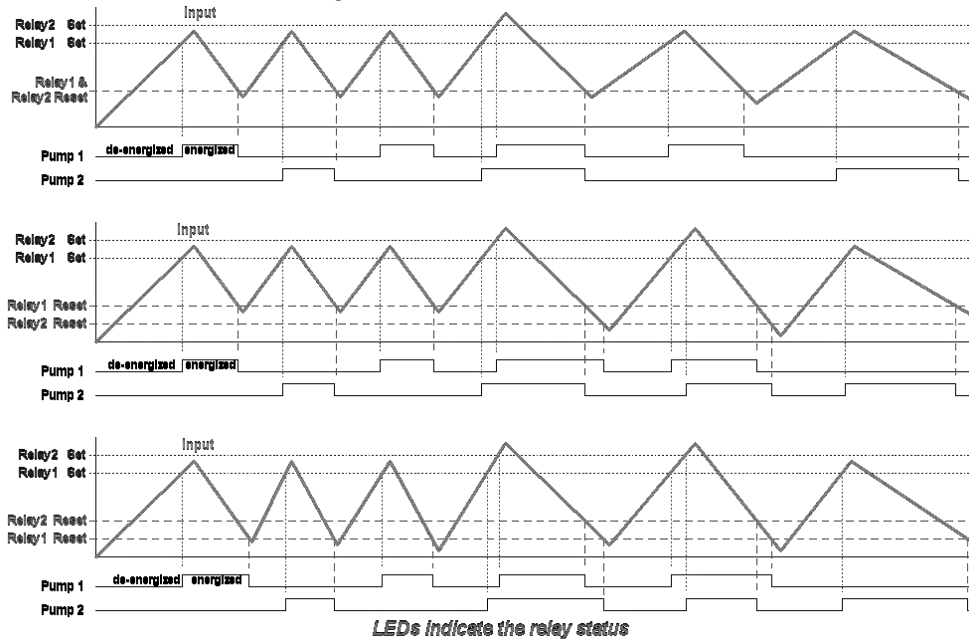 Input
Relay2 Set
Relay1 Set
Relay1 &
Relay2 Reset
de-energized energized
Pump 1
Pump 2
Input
Relay2 Set
Relay1 Set
Relay1 Reset
Relay2 Reset
de-energized energized
Pump 1
Pump 2
Input
Relay2 Set
Relay1 Set
Relay2 Reset
Relay1 Reset
de-energized energized
Pump 1
Pump 2
LEDs indicate the relay status